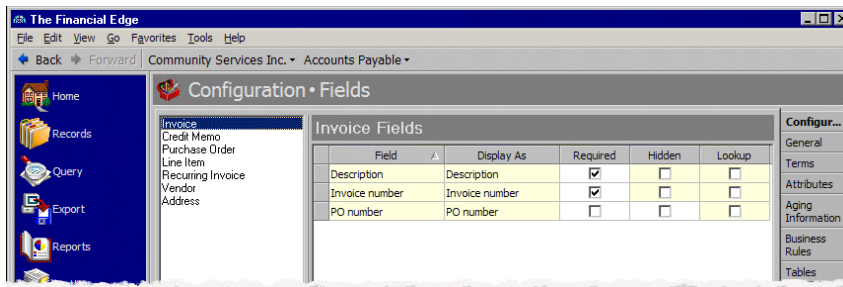 The Financial Edge
File Edit View Go Favorites Tools Help
Back Forward Community Services Inc. Accounts Payable
Home
Records
Query
Export
Reports
Configuration • Fields
Invoice
Credit Memo
Purchase Order
Line Item
Recurring Invoice
Vendor
Address
Invoice Fields
Field Display As Required Hidden Lookup
Description Description
Invoice number Invoice number
PO number PO number
Configur...
General
Terms
Attributes
Aging
Information
Business
Rules
Tables